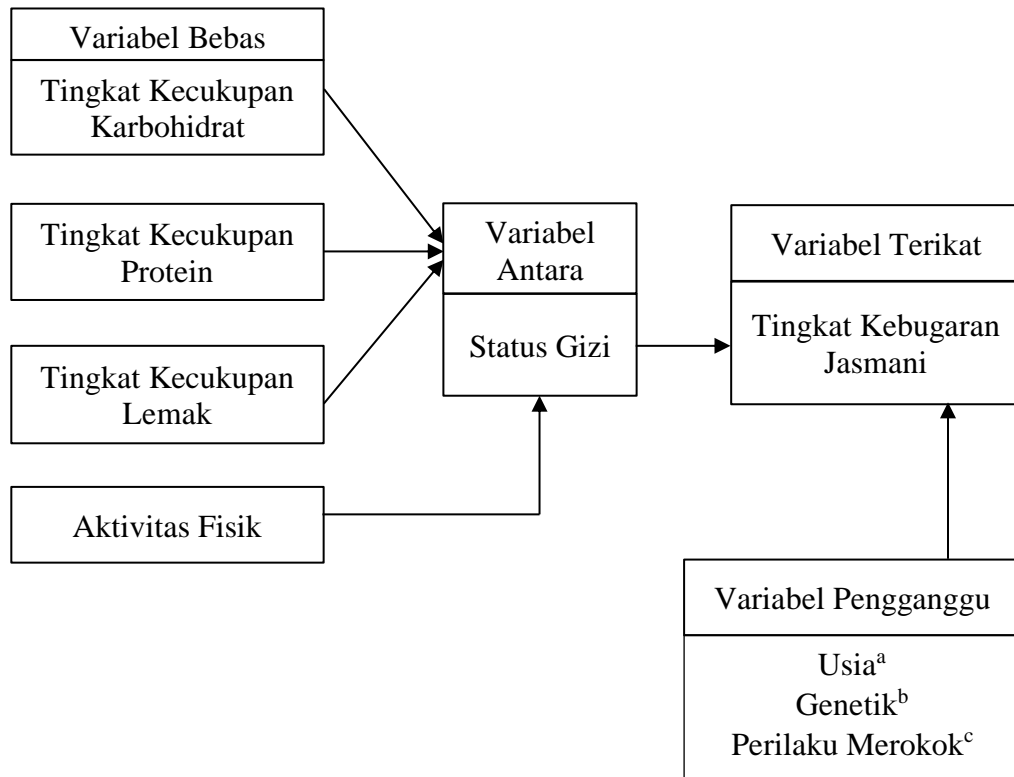 Variabel Bebas
Tingkat Kecukupan
Karbohidrat
Tingkat Kecukupan
Protein
Tingkat Kecukupan
Lemak
Aktivitas Fisik
Variabel
Antara
Status Gizi
Variabel Terikat
Tingkat Kebugaran
Jasmani
Variabel Pengganggu
Usiaᵃ
Genetikᵇ
Perilaku Merokokᶜ